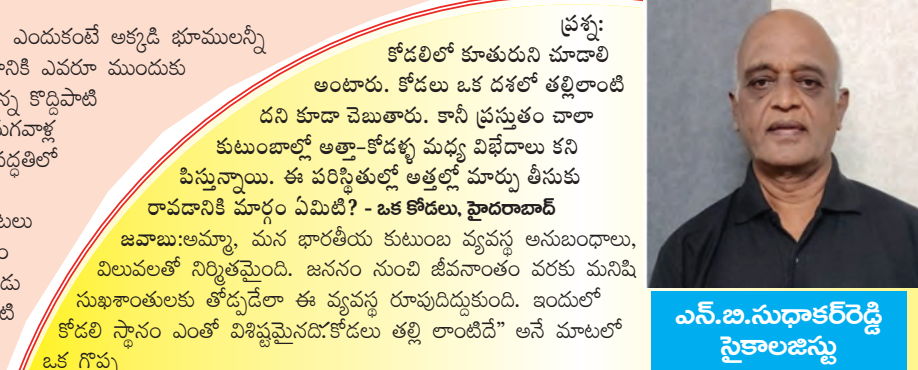 ఎందుకంటే అక్కడి భూములన్నీ
ఎవరూ ముందుకు
కొద్దిపాటి
పద్ధతిలో
ప్రశ్న:
కోడలిలో కూతురుని చూడాలి
అంటారు. కోడలు ఒక దశలో తల్లిలాంటి
దని కూడా చెబుతారు. కానీ ప్రస్తుతం చాలా
కుటుంబాల్లో అత్తా-కోడళ్ళ మధ్య విభేదాలు కని
పిస్తున్నాయి. ఈ పరిస్థితుల్లో అత్తల్లో మార్పు తీసుకు
రావడానికి మార్గం ఏమిటి? - ఒక కోడలు, హైదరాబాద్
జవాబు:అమ్మా, మన భారతీయ కుటుంబ వ్యవస్థ అనుబంధాలు,
విలువలతో నిర్మితమైంది. జననం నుంచి జీవనాంతం వరకు మనిషి
సుఖశాంతులకు తోడ్పడేలా ఈ వ్యవస్థ రూపుదిద్దుకుంది. ఇందులో
కోడలి స్థానం ఎంతో విశిష్టమైనది."కోడలు తల్లి లాంటిదే" అనే మాటలో
ఒక గొప్ప
ఎన్.బి.సుధాకర్‌రెడ్డి
సైకాలజిస్టు